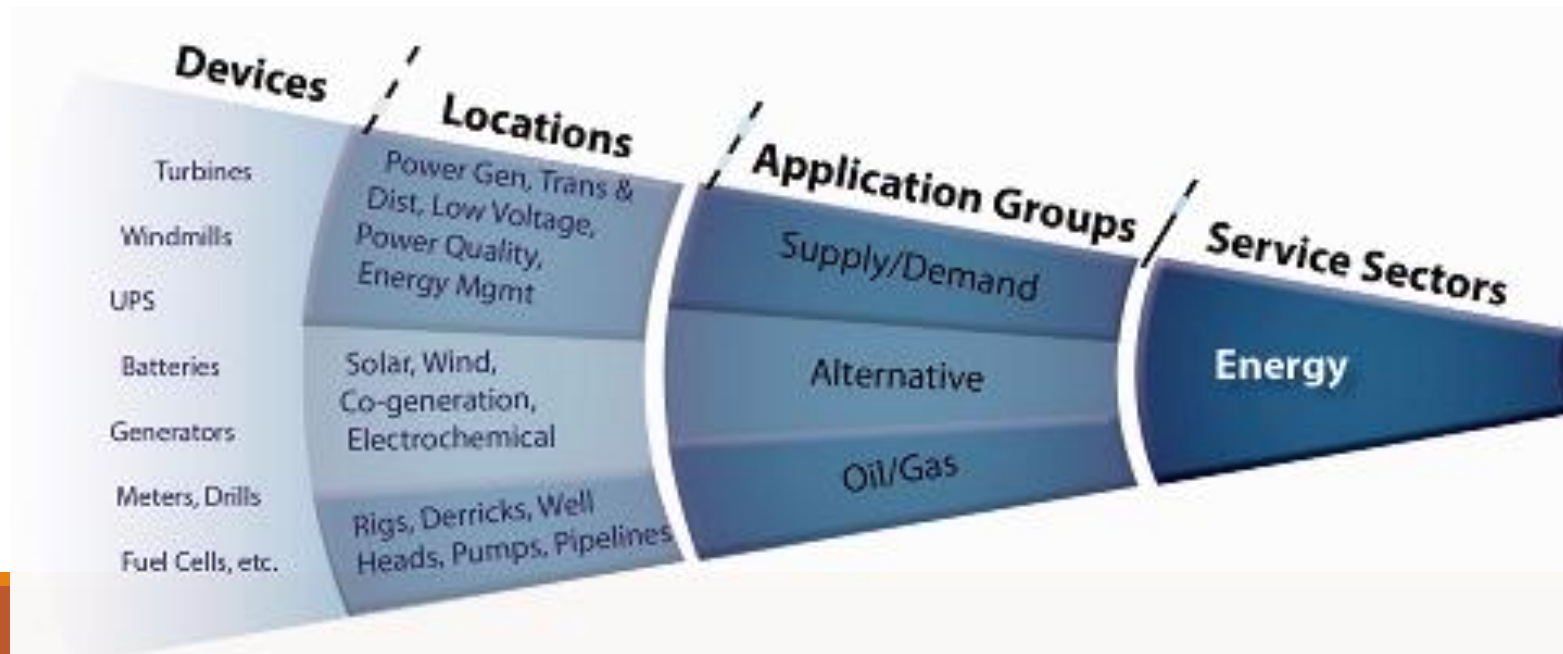 Devices
Turbines
Windmills
UPS
Batteries
Generators
Meters, Drills
Fuel Cells, etc.
Locations
Power Gen, Trans &
Dist, Low Voltage,
Power Quality,
Energy Mgmt
Solar, Wind,
Co-generation,
Electrochemical
Rigs, Derricks, Well
Heads, Pumps, Pipelines
Application Groups
Supply/Demand
Alternative
Oil/Gas
Service Sectors
Energy